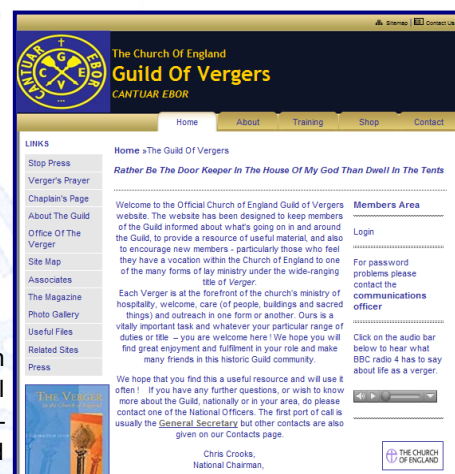 Sitemap | Contact Us
CANTUAR EBOR
C G E V
The Church Of England
Guild Of Vergers
CANTUAR EBOR
Home About Training Shop Contact
LINKS
Stop Press
Verger's Prayer
Chaplain's Page
About The Guild
Office Of The
Verger
Site Map
Associates
The Magazine
Photo Gallery
Useful Files
Related Sites
Press
THE VERGER
in the Church of England
Home »The Guild Of Vergers
Rather Be The Door Keeper In The House Of My God Than Dwell In The Tents
Welcome to the Official Church of England Guild of Vergers
website. The website has been designed to keep members
of the Guild informed about what's going on in and around
the Guild, to provide a resource of useful material, and also
to encourage new members - particularly those who feel
they have a vocation within the Church of England to one
of the many forms of lay ministry under the wide-ranging
title of Verger.
Each Verger is at the forefront of the church's ministry of
hospitality, welcome, care (of people, buildings and sacred
things) and outreach in one form or another. Ours is a
vitally important task and whatever your particular range of
duties or title – you are welcome here ! We hope you will
find great enjoyment and fulfilment in your role and make
many friends in this historic Guild community.
We hope that you find this a useful resource and will use it
often ! If you have any further questions, or wish to know
more about the Guild, nationally or in your area, do please
contact one of the National Officers. The first port of call is
usually the General Secretary but other contacts are also
given on our Contacts page.
Chris Crooks,
National Chairman,
Members Area
Login
For password
problems please
contact the
communications
officer
Click on the audio bar
below to hear what
BBC radio 4 has to say
about life as a verger.
THE CHURCH
OF ENGLAND